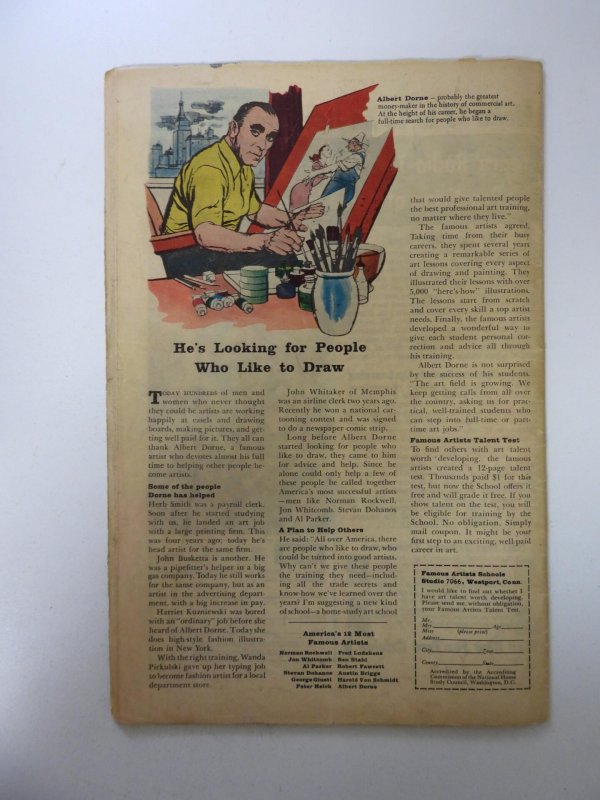 Albert Dorne — probably the greatest
money-maker in the history of commercial art.
At the height of his career, he began a
full-time search for people who like to draw.
He's Looking for People
Who Like to Draw
TODAY HUNDREDS of men and
women who never thought
they could be artists are working
happily at easels and drawing
boards, making pictures, and get-
ting well paid for it. They all can
thank Albert Dorne, a famous
artist who devotes almost his full
time to helping other people be-
come artists.
Some of the people
Dorne has helped
Herb Smith was a payroll clerk.
Soon after he started studying
with us, he landed an art job
with a large printing firm. This
was four years ago; today he's
head artist for the same firm.
John Busketta is another. He
was a pipefitter's helper in a big
gas company. Today he still works
for the same company, but as an
artist in the advertising depart-
ment, with a big increase in pay.
Harriet Kuzniewski was bored
with an "ordinary" job before she
heard of Albert Dorne. Today she
does high-style fashion illustra-
tion in New York.
With the right training, Wanda
Pickulski gave up her typing job
to become fashion artist for a local
department store.
John Whitaker of Memphis
was an airline clerk two years ago.
Recently he won a national car-
tooning contest and was signed
to do a newspaper comic strip.
Long before Albert Dorne
started looking for people who
like to draw, they came to him
for advice and help. Since he
alone could only help a few of
these people he called together
America's most successful artists
—men like Norman Rockwell,
Jon Whitcomb, Stevan Dohanos
and Al Parker.
A Plan to Help Others
He said: "All over America, there
are people who like to draw, who
could be turned into good artists.
Why can't we give these people
the training they need—includ-
ing all the trade secrets and
know-how we've learned over the
years? I'm suggesting a new kind
of school—a home-study art school
America's 12 Most
Famous Artists
Norman Rockwell Fred Ludekens
Jon Whitcomb Ben Stahl
Al Parker Robert Fawcett
Stevan Dohanos Austin Briggs
George Giusti Harold Von Schmidt
Peter Helck Albert Dorne
that would give talented people
the best professional art training,
no matter where they live."
The famous artists agreed.
Taking time from their busy
careers, they spent several years
creating a remarkable series of
art lessons covering every aspect
of drawing and painting. They
illustrated their lessons with over
5,000 "here's-how" illustrations.
The lessons start from scratch
and cover every skill a top artist
needs. Finally, the famous artists
developed a wonderful way to
give each student personal cor-
rection and advice all through
his training.
Albert Dorne is not surprised
by the success of his students.
"The art field is growing. We
keep getting calls from all over
the country, asking us for prac-
tical, well-trained students who
can step into full-time or part-
time art jobs."
Famous Artists Talent Test
To find others with art talent
worth developing, the famous
artists created a 12-page talent
test. Thousands paid $1 for this
test, but now the School offers it
free and will grade it free. If you
show talent on the test, you will
be eligible for training by the
School. No obligation. Simply
mail coupon. It might be your
first step to an exciting, well-paid
career in art.
Famous Artists Schools
Studio 7066, Westport, Conn.
I would like to find out whether I
have art talent worth developing.
Please send me, without obligation,
your Famous Artists Talent Test.
Mr.
Mrs. Age
Miss (please print)
Address
City Zone
County State
Accredited by the Accrediting
Commission of the National Home
Study Council, Washington, D.C.